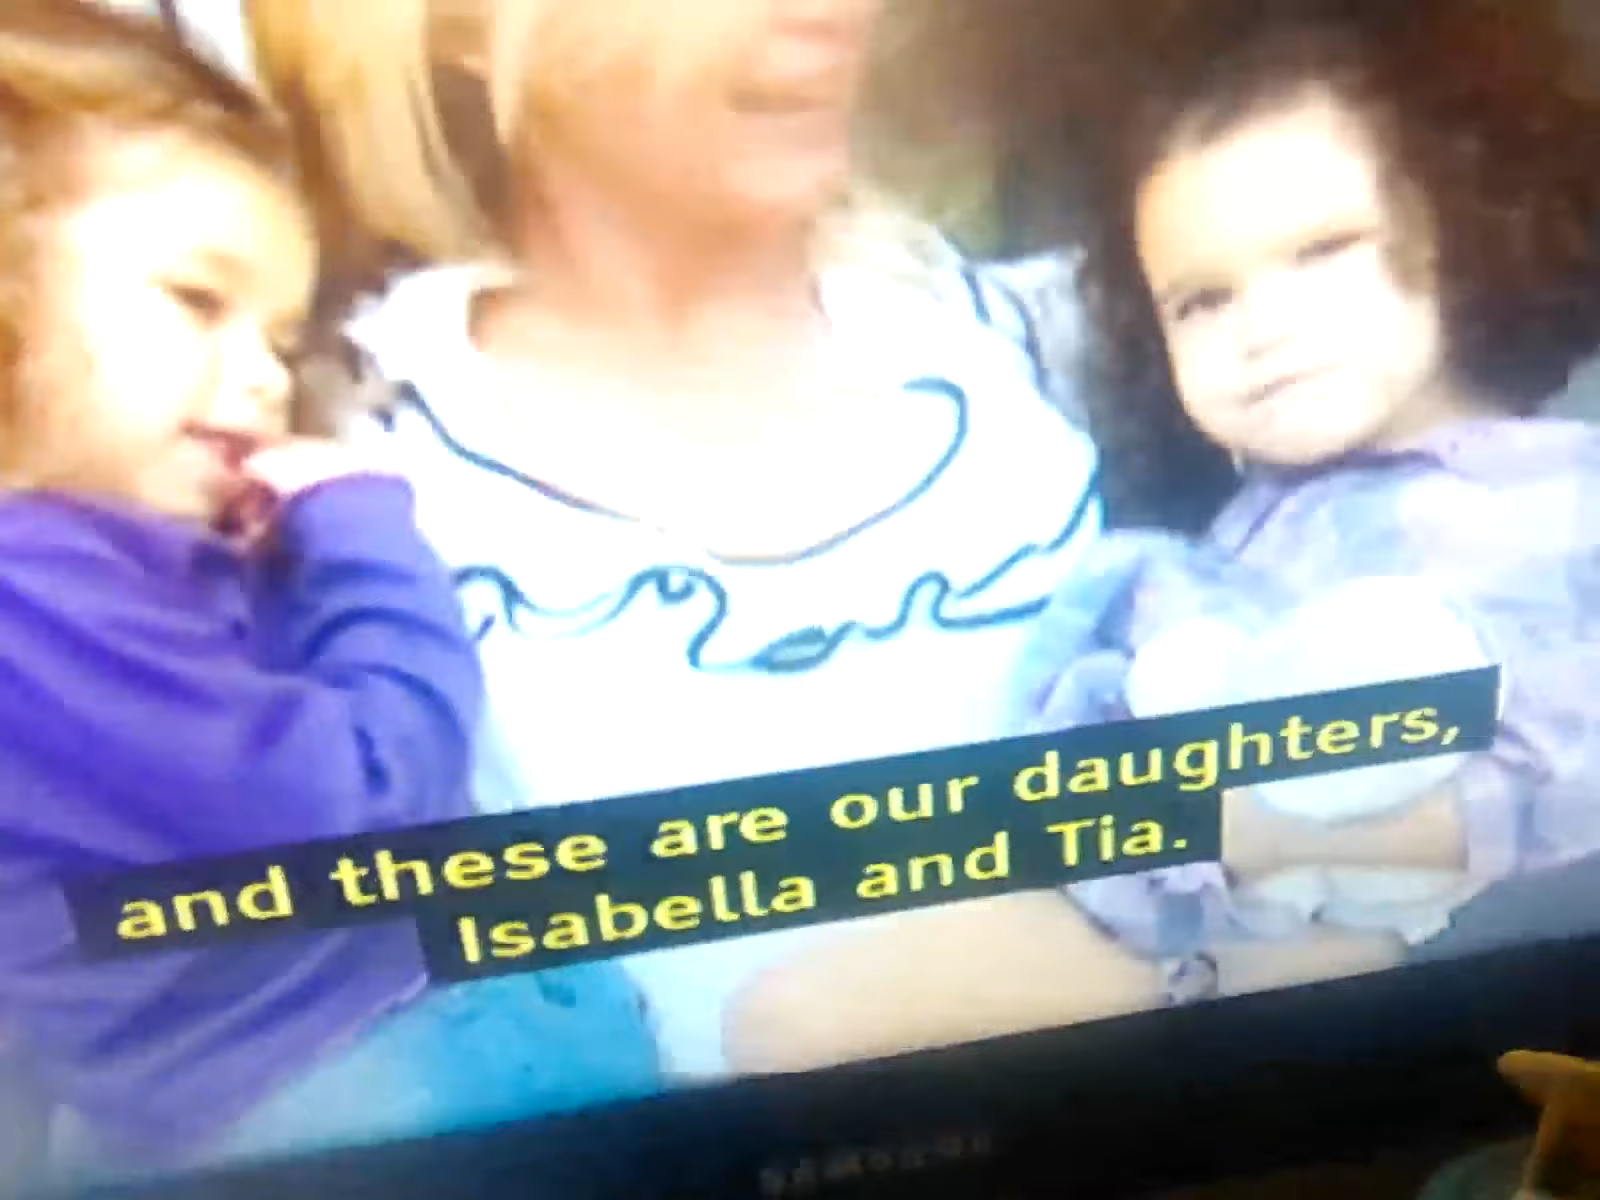 and these are our daughters,
Isabella and Tia.